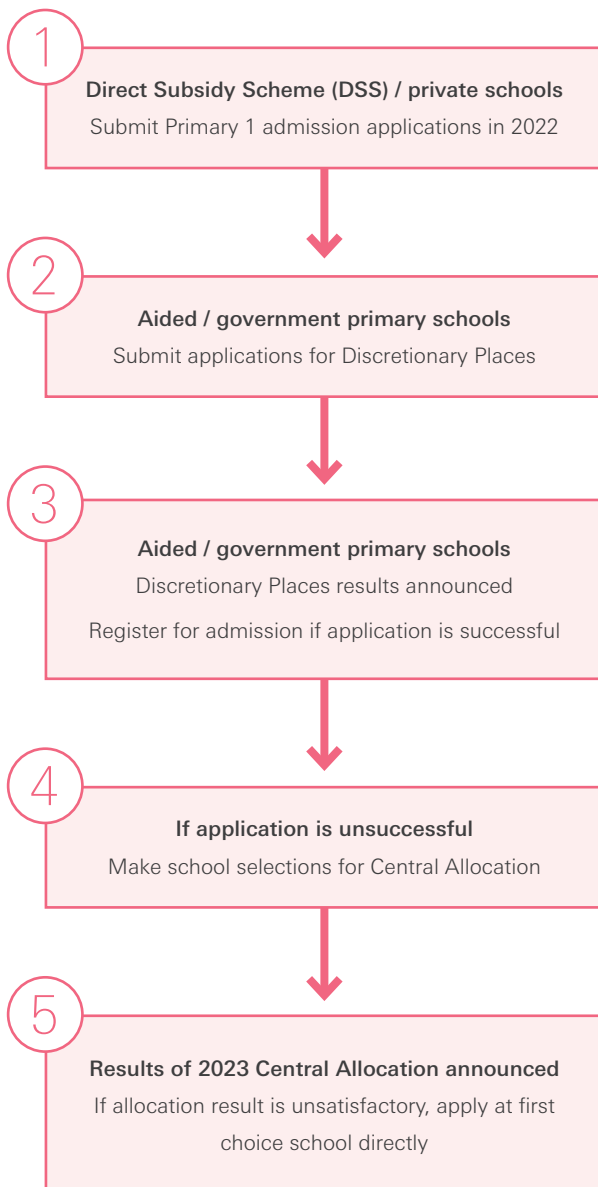 1
Direct Subsidy Scheme (DSS) / private schools
Submit Primary 1 admission applications in 2022
2
Aided / government primary schools
Submit applications for Discretionary Places
3
Aided / government primary schools
Discretionary Places results announced
Register for admission if application is successful
4
If application is unsuccessful
Make school selections for Central Allocation
5
Results of 2023 Central Allocation announced
If allocation result is unsatisfactory, apply at first
choice school directly